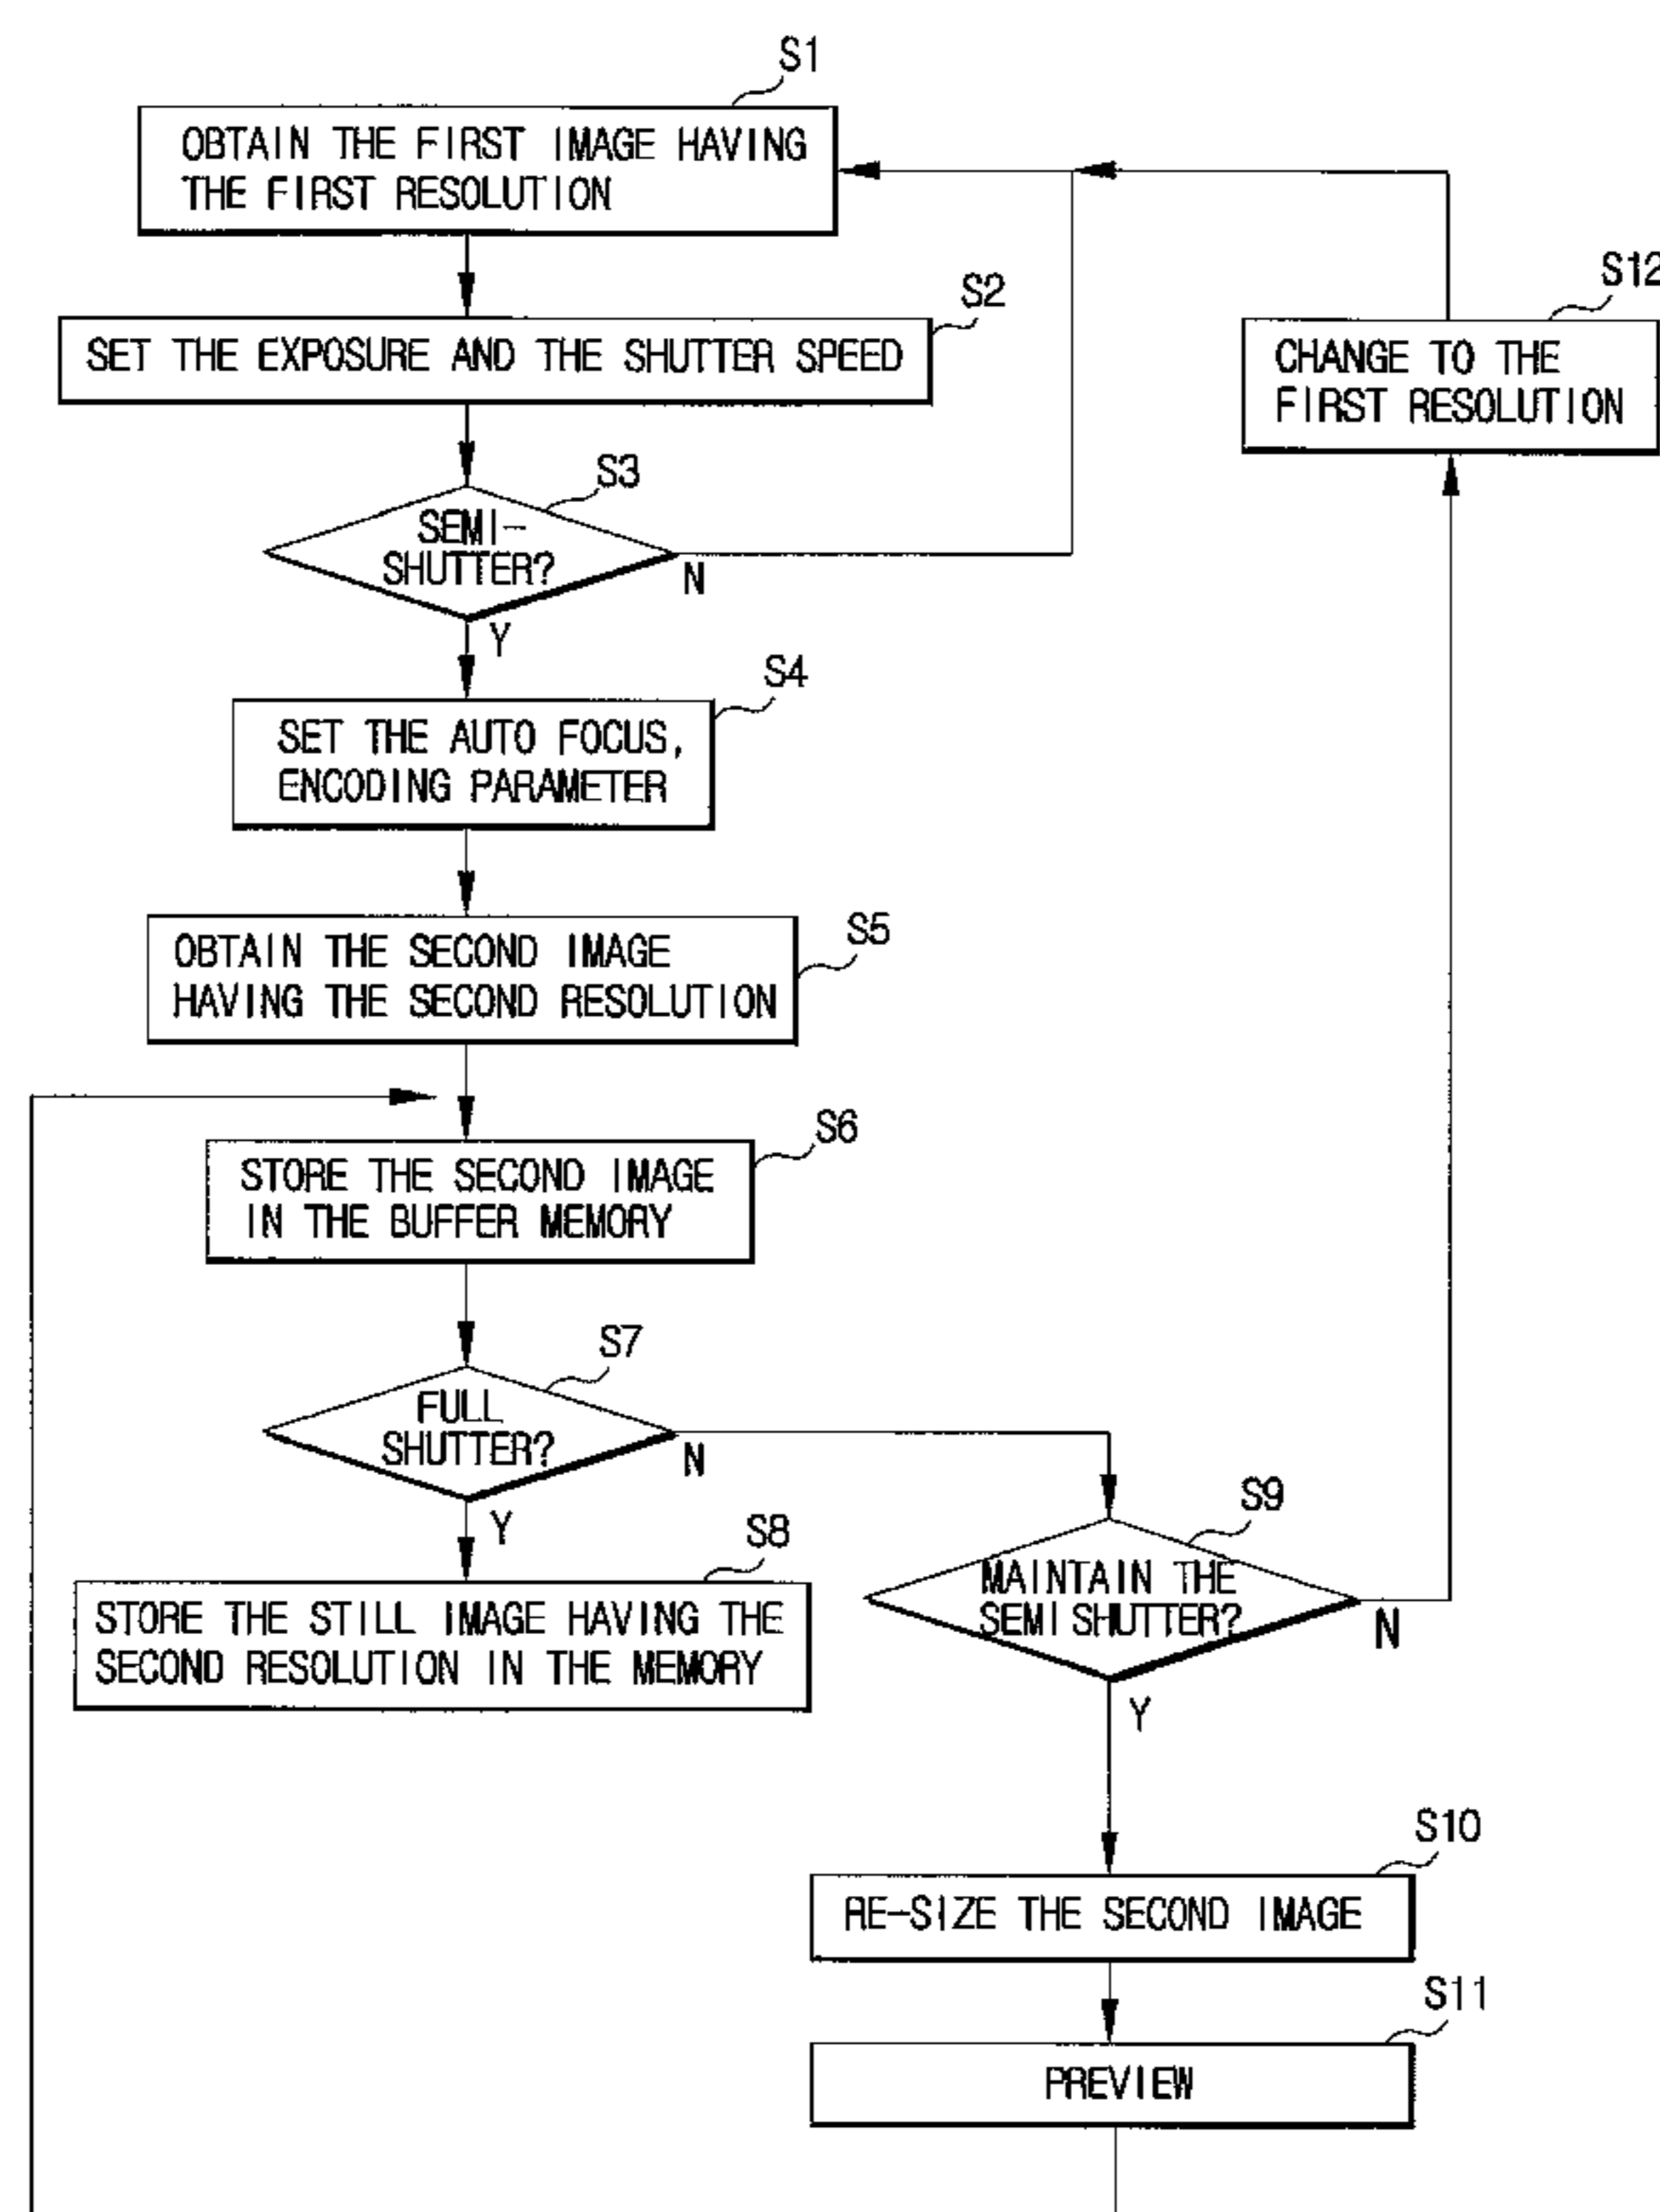 S1
OBTAIN THE FIRST IMAGE HAVING
THE FIRST RESOLUTION
S2
SET THE EXPOSURE AND THE SHUTTER SPEED
S12
CHANGE TO THE
FIRST RESOLUTION
S3
SEMI-
SHUTTER?
N
Y
S4
SET THE AUTO FOCUS,
ENCODING PARAMETER
S5
OBTAIN THE SECOND IMAGE
HAVING THE SECOND RESOLUTION
S6
STORE THE SECOND IMAGE
IN THE BUFFER MEMORY
S7
FULL
SHUTTER?
N
Y
S8
STORE THE STILL IMAGE HAVING THE
SECOND RESOLUTION IN THE MEMORY
S9
MAINTAIN THE
SEMI SHUTTER?
N
Y
S10
RE-SIZE THE SECOND IMAGE
S11
PREVIEW